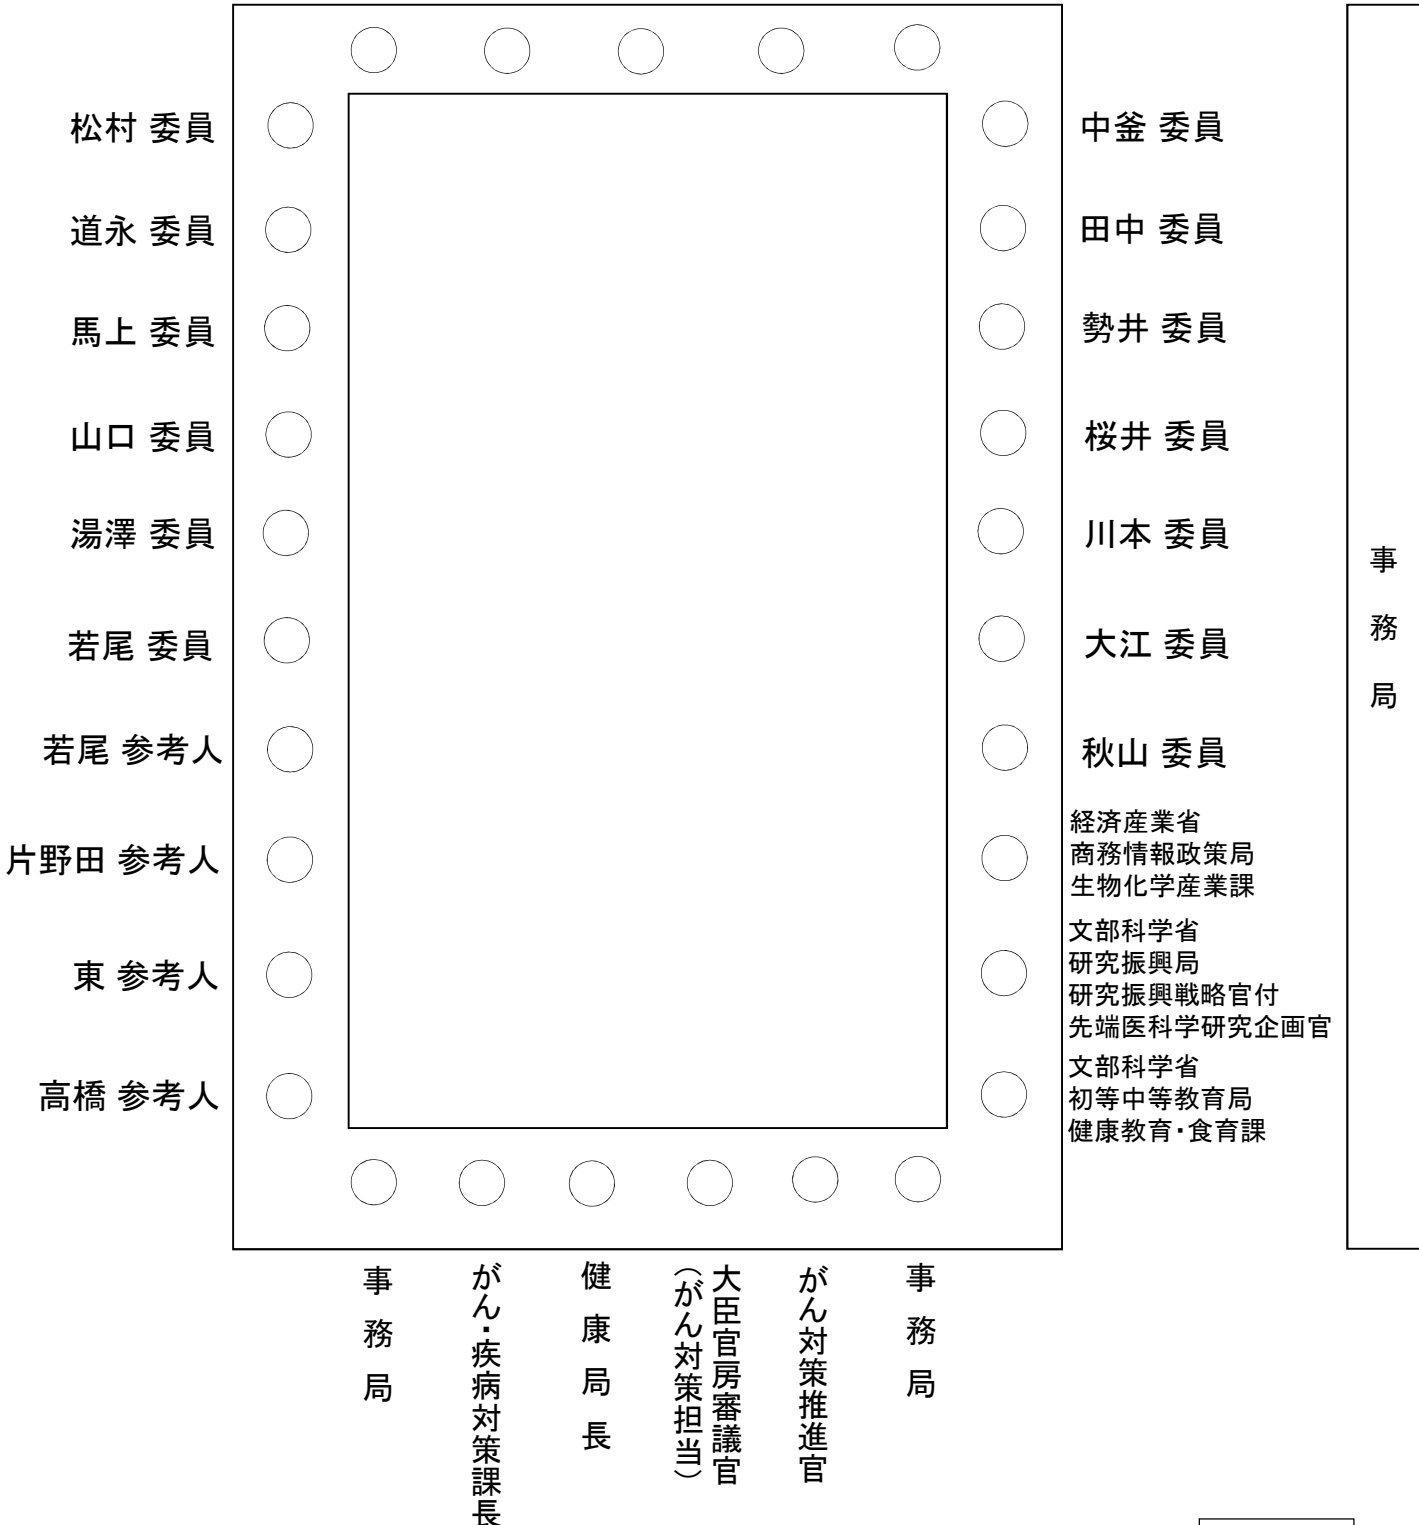 松村 委員
道永 委員
馬上 委員
山口 委員
湯澤 委員
若尾 委員
若尾 参考人
片野田 参考人
東 参考人
高橋 参考人
中釜 委員
田中 委員
勢井 委員
桜井 委員
川本 委員
大江 委員
秋山 委員
経済産業省
商務情報政策局
生物化学産業課
文部科学省
研究振興局
研究振興戦略官付
先端医科学研究企画官
文部科学省
初等中等教育局
健康教育・食育課
事務局
事務局
がん・疾病対策課長
健康局長
大臣官房審議官
（がん対策担当）
がん対策推進官
事務局